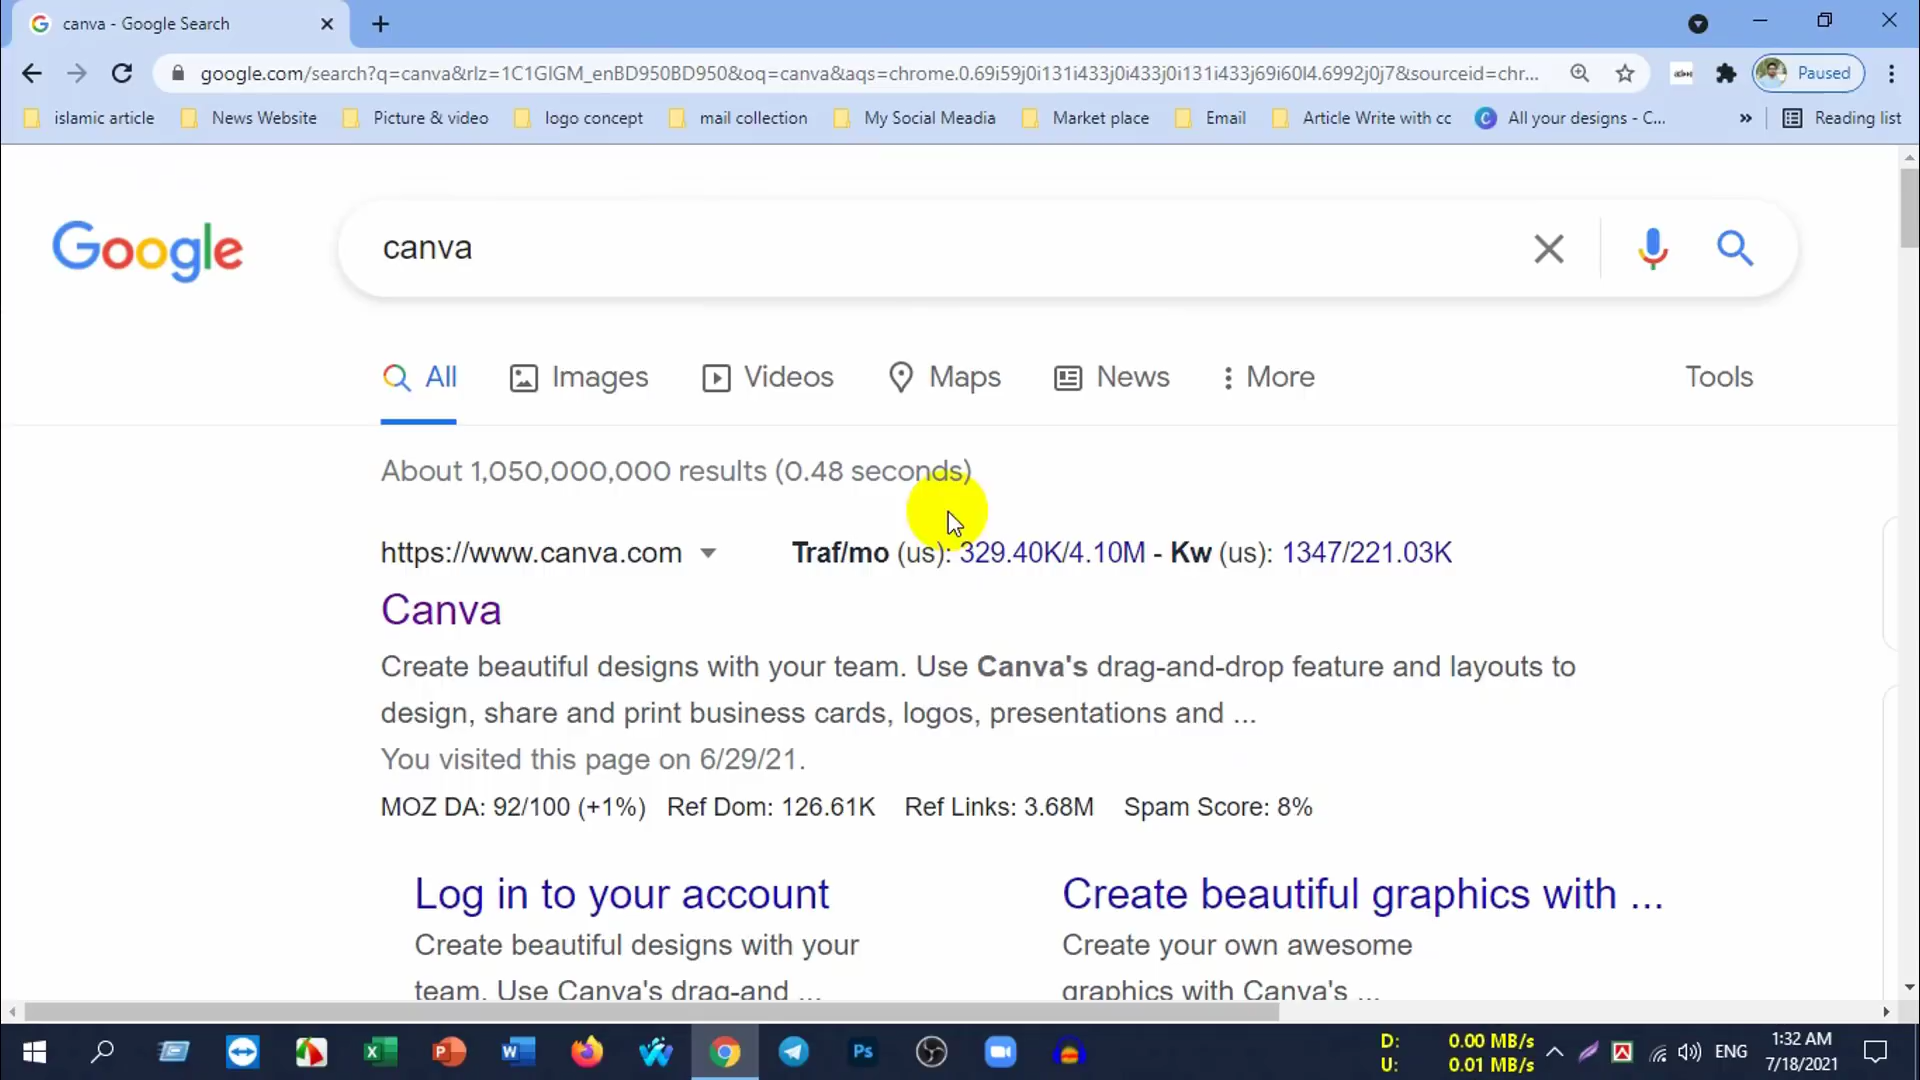 canva - Google Search
google.com/search?q=canva&rlz=1C1GIGM_enBD950BD950&oq=canva&aqs=chrome.0.69i59j0i131i433j0i433j0i131i433j69i60l4.6992j0j7&sourceid=chr...
Paused
islamic article News Website Picture & video logo concept mail collection My Social Meadia Market place Email Article Write with cc All your designs - C... » Reading list
Google canva
All Images Videos Maps News More Tools
About 1,050,000,000 results (0.48 seconds)
https://www.canva.com Traf/mo (us): 329.40K/4.10M - Kw (us): 1347/221.03K
Canva
Create beautiful designs with your team. Use Canva's drag-and-drop feature and layouts to
design, share and print business cards, logos, presentations and ...
You visited this page on 6/29/21.
MOZ DA: 92/100 (+1%) Ref Dom: 126.61K Ref Links: 3.68M Spam Score: 8%
Log in to your account Create beautiful graphics with ...
Create beautiful designs with your Create your own awesome
team. Use Canva's drag-and ... graphics with Canva's ...
D: 0.00 MB/s
U: 0.01 MB/s
ENG
1:32 AM
7/18/2021